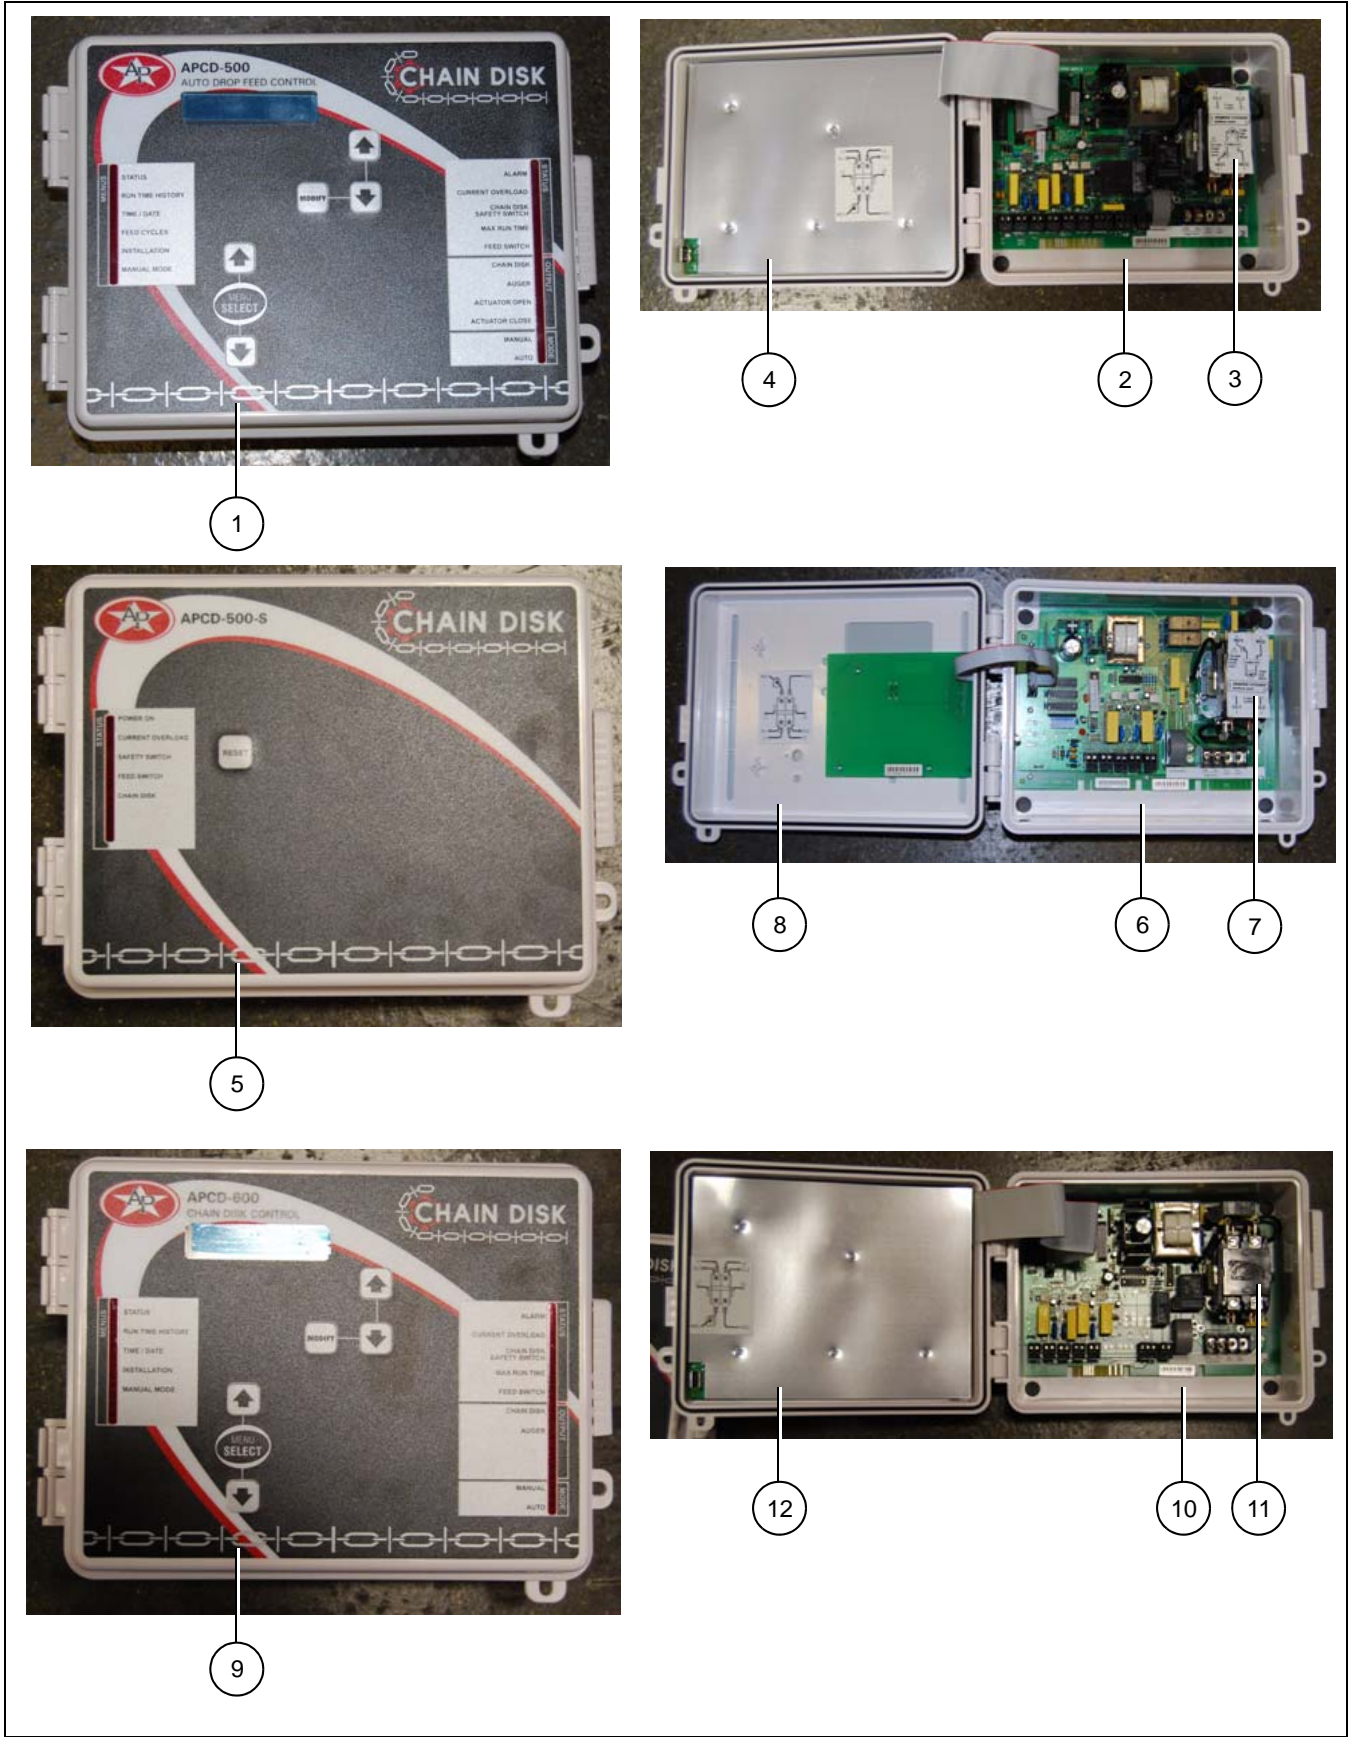 AP
APCD-500
AUTO DROP FEED CONTROL
CHAIN DISK
MENUS
STATUS
RUN TIME HISTORY
TIME / DATE
FEED CYCLES
INSTALLATION
MANUAL MODE
MODIFY
MENU
SELECT
STATUS
ALARM
CURRENT OVERLOAD
CHAIN DISK
SAFETY SWITCH
MAX RUN TIME
FEED SWITCH
OUTPUT
CHAIN DISK
AUGER
ACTUATOR OPEN
ACTUATOR CLOSE
MODE
MANUAL
AUTO
1
4
2
3
AP
APCD-500-S
CHAIN DISK
STATUS
POWER ON
CURRENT OVERLOAD
SAFETY SWITCH
FEED SWITCH
CHAIN DISK
RESET
5
8
6
7
AP
APCD-600
CHAIN DISK CONTROL
CHAIN DISK
MENUS
STATUS
RUN TIME HISTORY
TIME / DATE
INSTALLATION
MANUAL MODE
MODIFY
MENU
SELECT
STATUS
ALARM
CURRENT OVERLOAD
CHAIN DISK
SAFETY SWITCH
MAX RUN TIME
FEED SWITCH
OUTPUT
CHAIN DISK
AUGER
MODE
MANUAL
AUTO
9
12
10
11